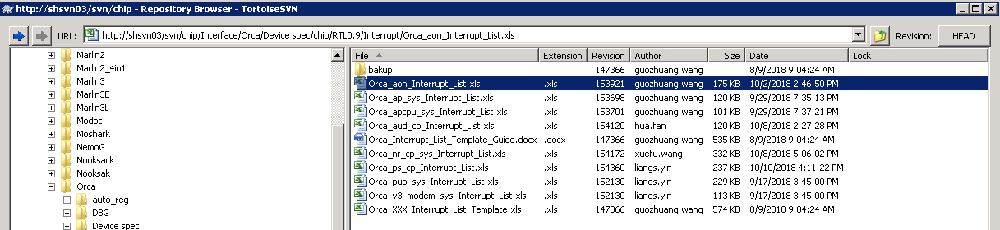 http://shsvn03/svn/chip - Repository Browser - TortoiseSVN
URL: http://shsvn03/svn/chip/Interface/Orca/Device spec/chip/RTL0.9/Interrupt/Orca_aon_Interrupt_List.xls Revision: HEAD
Marlin2
Marlin2_4in1
Marlin3
Marlin3E
Marlin3L
Modoc
Moshark
NemoG
Nooksack
Nooksak
Orca
auto_reg
DBG
Device spec
File Extension Revision Author Size Date Lock
bakup 147366 guozhuang.wang 8/9/2018 9:04:24 AM
Orca_aon_Interrupt_List.xls .xls 153921 guozhuang.wang 175 KB 10/2/2018 2:46:50 PM
Orca_ap_sys_Interrupt_List.xls .xls 153698 guozhuang.wang 120 KB 9/29/2018 7:35:13 PM
Orca_apcpu_sys_Interrupt_List.xls .xls 153701 guozhuang.wang 101 KB 9/29/2018 7:37:21 PM
Orca_aud_cp_Interrupt_List.xls .xls 154120 hua.fan 120 KB 10/8/2018 2:27:28 PM
Orca_Interrupt_List_Template_Guide.docx .docx 147366 guozhuang.wang 535 KB 8/9/2018 9:04:24 AM
Orca_nr_cp_sys_Interrupt_List.xls .xls 154172 xuefu.wang 332 KB 10/8/2018 5:06:02 PM
Orca_ps_cp_Interrupt_List.xls .xls 154360 liangs.yin 237 KB 10/10/2018 4:11:22 PM
Orca_pub_sys_Interrupt_List.xls .xls 152130 liangs.yin 229 KB 9/17/2018 3:45:00 PM
Orca_v3_modem_sys_Interrupt_List.xls .xls 152130 liangs.yin 113 KB 9/17/2018 3:45:00 PM
Orca_XXX_Interrupt_List_Template.xls .xls 147366 guozhuang.wang 574 KB 8/9/2018 9:04:24 AM